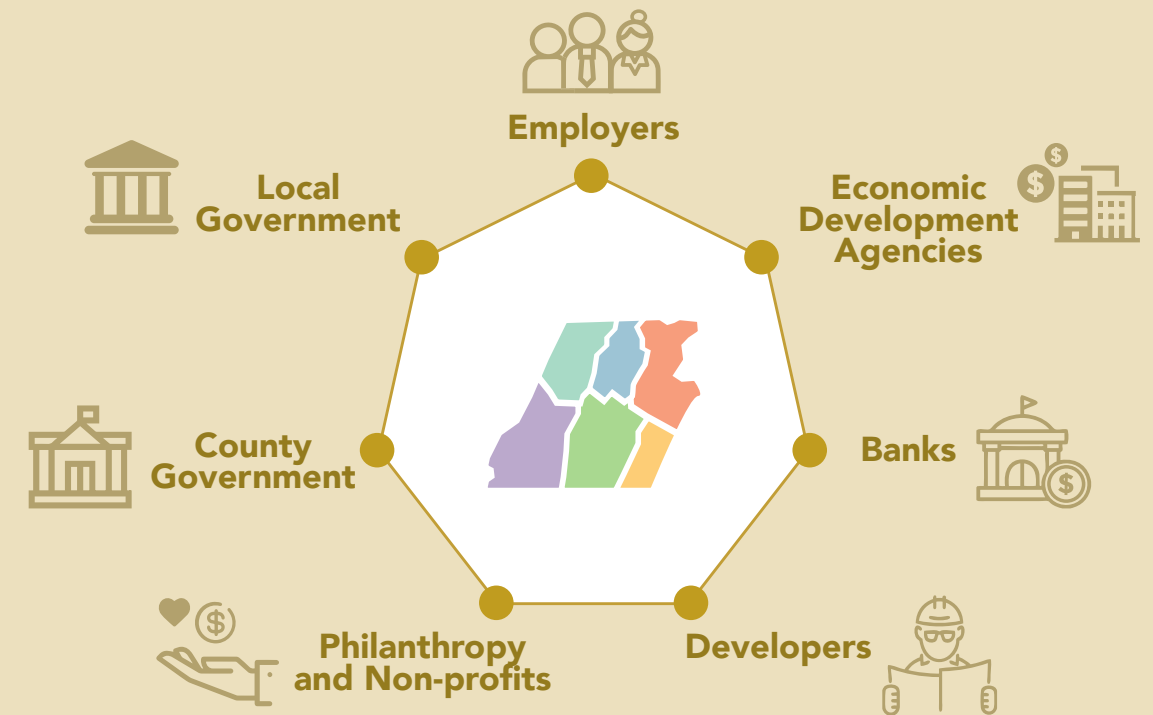 Employers
Local
Government
Economic
Development
Agencies
County
Government
Banks
Philanthropy
and Non-profits
Developers
$
$
$
$